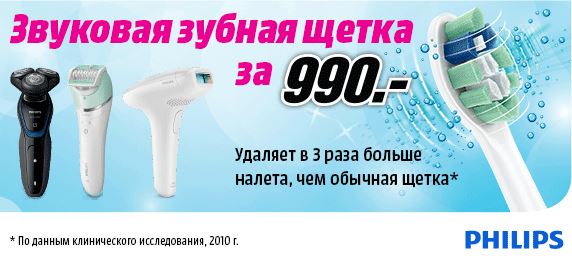 Звуковая зубная щетка
за 990.-
Удаляет в 3 раза больше
налета, чем обычная щетка*
* По данным клинического исследования, 2010 г.
PHILIPS